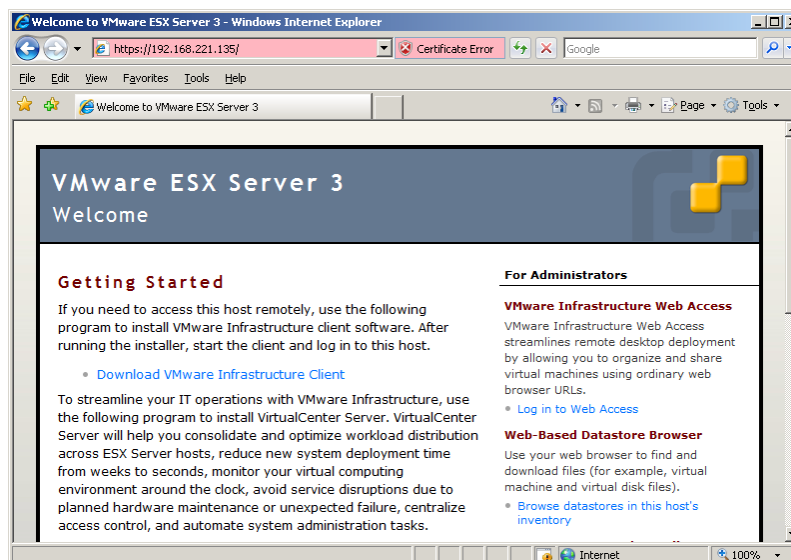 Welcome to VMware ESX Server 3 - Windows Internet Explorer
https://192.168.221.135/
Certificate Error
Google
File Edit View Favorites Tools Help
Welcome to VMware ESX Server 3
Page
Tools
VMware ESX Server 3
Welcome
Getting Started
If you need to access this host remotely, use the following
program to install VMware Infrastructure client software. After
running the installer, start the client and log in to this host.
Download VMware Infrastructure Client
To streamline your IT operations with VMware Infrastructure, use
the following program to install VirtualCenter Server. VirtualCenter
Server will help you consolidate and optimize workload distribution
across ESX Server hosts, reduce new system deployment time
from weeks to seconds, monitor your virtual computing
environment around the clock, avoid service disruptions due to
planned hardware maintenance or unexpected failure, centralize
access control, and automate system administration tasks.
For Administrators
VMware Infrastructure Web Access
VMware Infrastructure Web Access
streamlines remote desktop deployment
by allowing you to organize and share
virtual machines using ordinary web
browser URLs.
Log in to Web Access
Web-Based Datastore Browser
Use your web browser to find and
download files (for example, virtual
machine and virtual disk files).
Browse datastores in this host's
inventory
Internet
100%